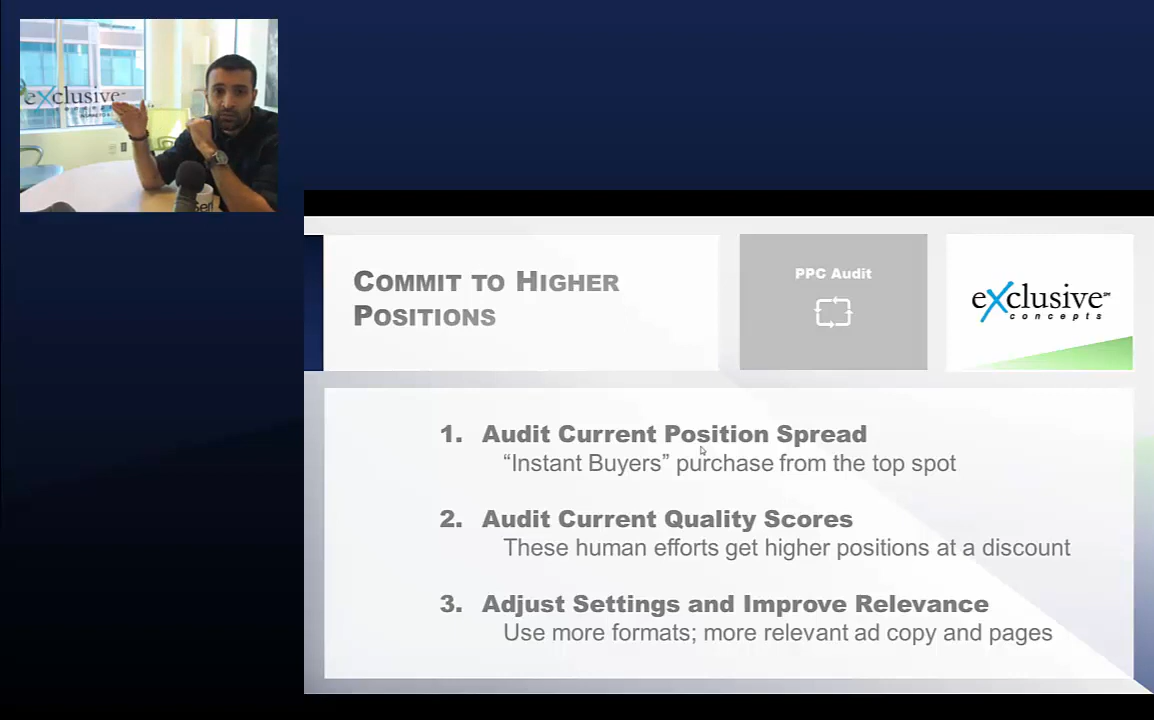 eXclusive
COMMIT TO HIGHER
POSITIONS
PPC Audit
eXclusive℠
concepts
1. Audit Current Position Spread
“Instant Buyers” purchase from the top spot
2. Audit Current Quality Scores
These human efforts get higher positions at a discount
3. Adjust Settings and Improve Relevance
Use more formats; more relevant ad copy and pages